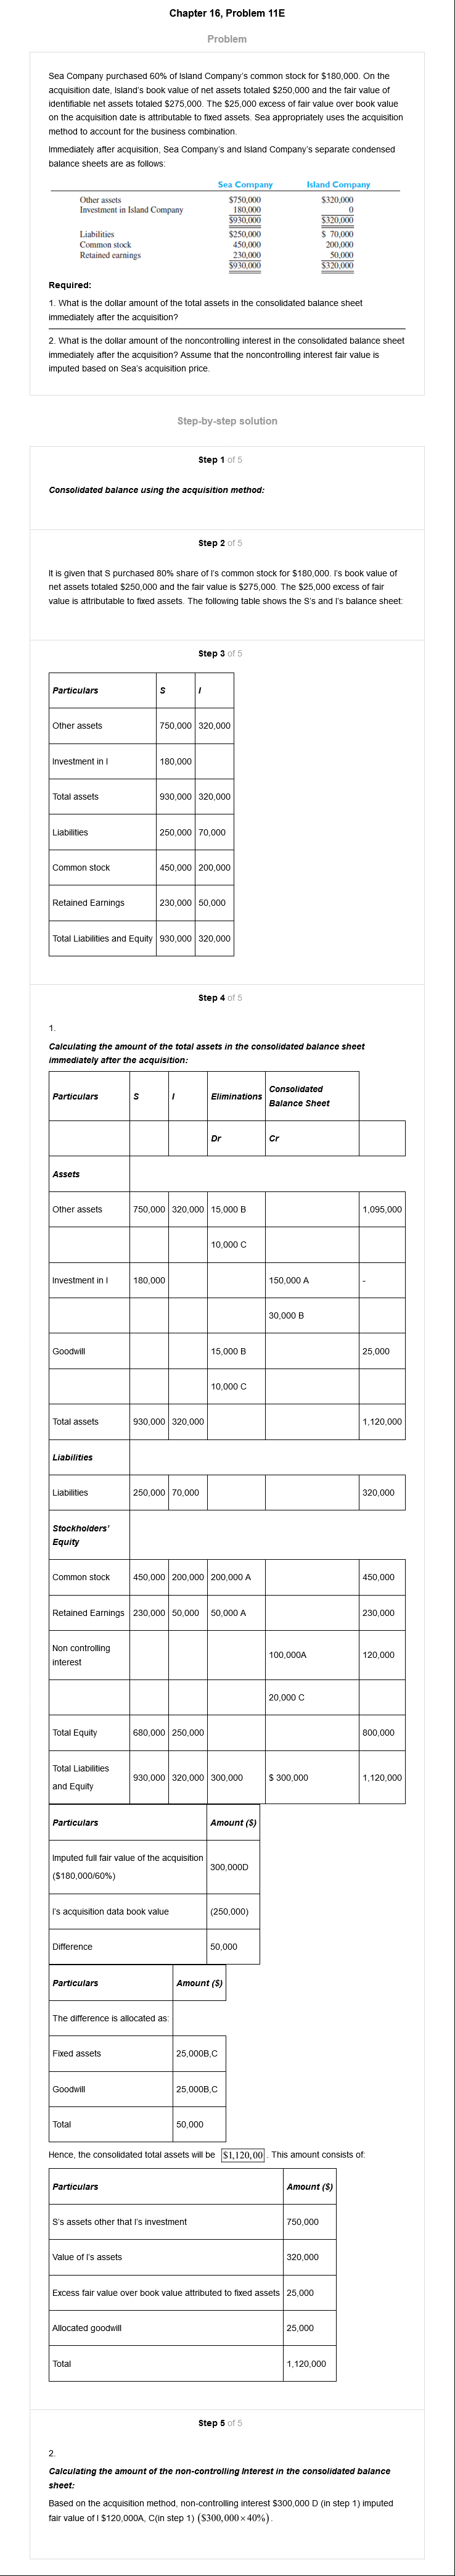 Chapter 16, Problem 11E
Problem
Sea Company purchased 60% of Island Company's common stock for $180,000. On the
acquisition date, Island's book value of net assets totaled $250,000 and the fair value of
identifiable net assets totaled $275,000. The $25,000 excess of fair value over book value
on the acquisition date is attributable to fixed assets. Sea appropriately uses the acquisition
method to account for the business combination.
Immediately after acquisition, Sea Company's and Island Company's separate condensed
balance sheets are as follows:
Sea Company Island Company
Other assets $750,000 $320,000
Investment in Island Company 180,000 0
$930,000 $320,000
Liabilities $250,000 $ 70,000
Common stock 450,000 200,000
Retained earnings 230,000 50,000
$930,000 $320,000
Required:
1. What is the dollar amount of the total assets in the consolidated balance sheet
immediately after the acquisition?
2. What is the dollar amount of the noncontrolling interest in the consolidated balance sheet
immediately after the acquisition? Assume that the noncontrolling interest fair value is
imputed based on Sea's acquisition price.
Step-by-step solution
Step 1 of 5
Consolidated balance using the acquisition method:
Step 2 of 5
It is given that S purchased 80% share of I's common stock for $180,000. I's book value of
net assets totaled $250,000 and the fair value is $275,000. The $25,000 excess of fair
value is attributable to fixed assets. The following table shows the S's and I's balance sheet:
Step 3 of 5
Particulars S I
Other assets 750,000 320,000
Investment in I 180,000
Total assets 930,000 320,000
Liabilities 250,000 70,000
Common stock 450,000 200,000
Retained Earnings 230,000 50,000
Total Liabilities and Equity 930,000 320,000
Step 4 of 5
1.
Calculating the amount of the total assets in the consolidated balance sheet
immediately after the acquisition:
Particulars S I Eliminations Consolidated
Balance Sheet
Dr Cr
Assets
Other assets 750,000 320,000 15,000 B 1,095,000
10,000 C
Investment in I 180,000 150,000 A -
30,000 B
Goodwill 15,000 B 25,000
10,000 C
Total assets 930,000 320,000 1,120,000
Liabilities
Liabilities 250,000 70,000 320,000
Stockholders'
Equity
Common stock 450,000 200,000 200,000 A 450,000
Retained Earnings 230,000 50,000 50,000 A 230,000
Non controlling
interest 100,000A 120,000
20,000 C
Total Equity 680,000 250,000 800,000
Total Liabilities
and Equity 930,000 320,000 300,000 $ 300,000 1,120,000
Particulars Amount ($)
Imputed full fair value of the acquisition
($180,000/60%) 300,000D
I's acquisition data book value (250,000)
Difference 50,000
Particulars Amount ($)
The difference is allocated as:
Fixed assets 25,000B,C
Goodwill 25,000B,C
Total 50,000
Hence, the consolidated total assets will be $1,120,00 . This amount consists of:
Particulars Amount ($)
S's assets other that I's investment 750,000
Value of I's assets 320,000
Excess fair value over book value attributed to fixed assets 25,000
Allocated goodwill 25,000
Total 1,120,000
Step 5 of 5
2.
Calculating the amount of the non-controlling Interest in the consolidated balance
sheet:
Based on the acquisition method, non-controlling interest $300,000 D (in step 1) imputed
fair value of I $120,000A, C(in step 1) ($300,000×40%).